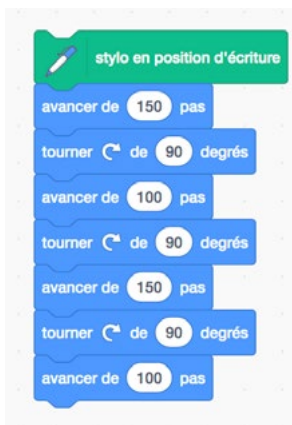 stylo en position d'écriture
avancer de 150 pas
tourner de 90 degrés
avancer de 100 pas
tourner de 90 degrés
avancer de 150 pas
tourner de 90 degrés
avancer de 100 pas